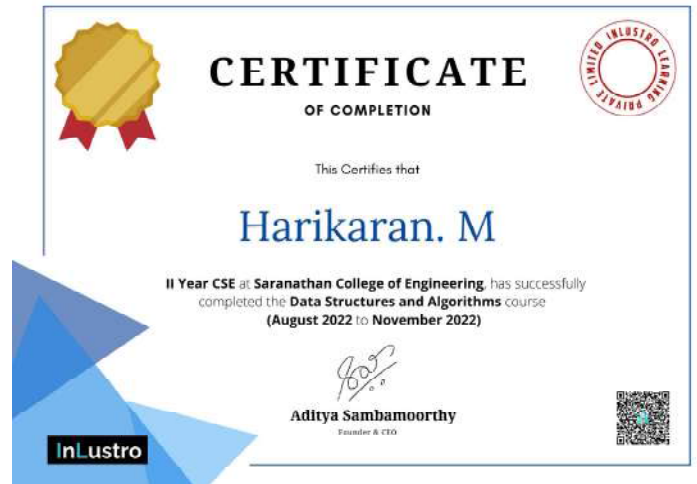 CERTIFICATE
OF COMPLETION
INLUSTRO LEARNING PRIVATE LIMITED
This Certifies that
Harikaran. M
II Year CSE at Saranathan College of Engineering, has successfully
completed the Data Structures and Algorithms course
(August 2022 to November 2022)
Aditya Sambamoorthy
Founder & CEO
InLustro